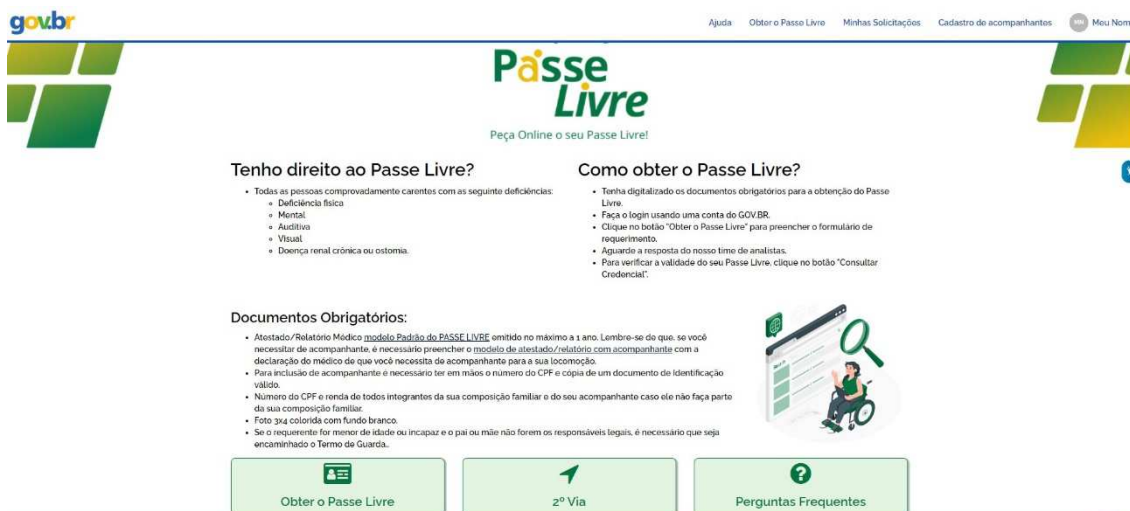 gov.br
Ajuda Obter o Passe Livre Minhas Solicitações Cadastro de acompanhantes MN Meu Nom
Passe
Livre
Peça Online o seu Passe Livre!
Tenho direito ao Passe Livre?
Todas as pessoas comprovadamente carentes com as seguinte deficiências:
Deficiência física
Mental
Auditiva
Visual
Doença renal crônica ou ostomia.
Como obter o Passe Livre?
Tenha digitalizado os documentos obrigatórios para a obtenção do Passe
Livre.
Faça o login usando uma conta do GOV.BR.
Clique no botão "Obter o Passe Livre" para preencher o formulário de
requerimento.
Aguarde a resposta do nosso time de analistas.
Para verificar a validade do seu Passe Livre, clique no botão "Consultar
Credencial".
Documentos Obrigatórios:
Atestado/Relatório Médico modelo Padrão do PASSE LIVRE emitido no máximo a 1 ano. Lembre-se de que, se você
necessitar de acompanhante, é necessário preencher o modelo de atestado/relatório com acompanhante com a
declaração do médico de que você necessita de acompanhante para a sua locomoção.
Para inclusão de acompanhante é necessário ter em mãos o número do CPF e cópia de um documento de Identificação
válido.
Número do CPF e renda de todos integrantes da sua composição familiar e do seu acompanhante caso ele não faça parte
da sua composição familiar.
Foto 3x4 colorida com fundo branco.
Se o requerente for menor de idade ou incapaz e o pai ou mãe não forem os responsáveis legais, é necessário que seja
encaminhado o Termo de Guarda..
Obter o Passe Livre
2º Via
Perguntas Frequentes